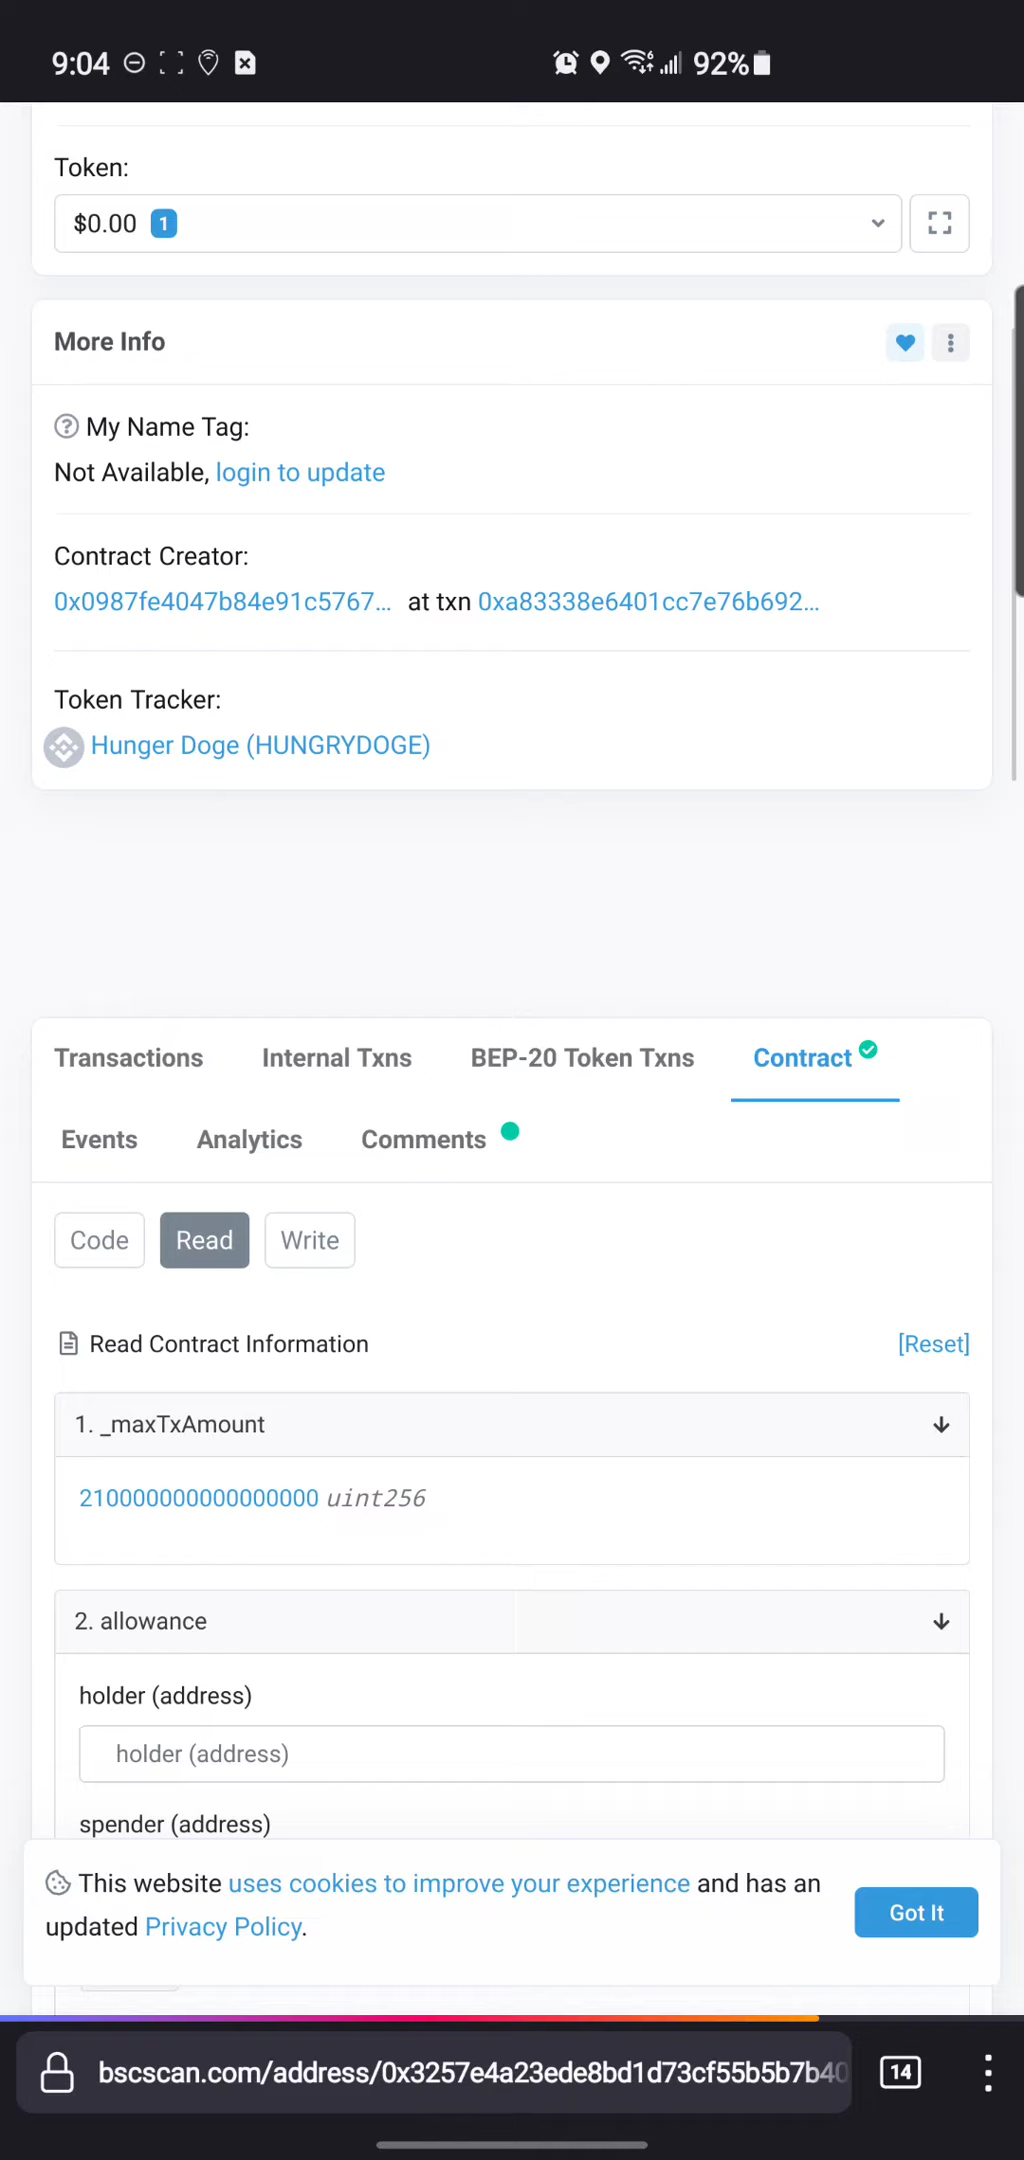 9:04 92%
Token:
$0.00 1
More Info
My Name Tag:
Not Available, login to update
Contract Creator:
0x0987fe4047b84e91c5767... at txn 0xa83338e6401cc7e76b692...
Token Tracker:
Hunger Doge (HUNGRYDOGE)
Transactions Internal Txns BEP-20 Token Txns Contract
Events Analytics Comments
Code Read Write
Read Contract Information [Reset]
1. _maxTxAmount
210000000000000000 uint256
2. allowance
holder (address)
holder (address)
spender (address)
This website uses cookies to improve your experience and has an
updated Privacy Policy.
Got It
bscscan.com/address/0x3257e4a23ede8bd1d73cf55b5b7b40 14